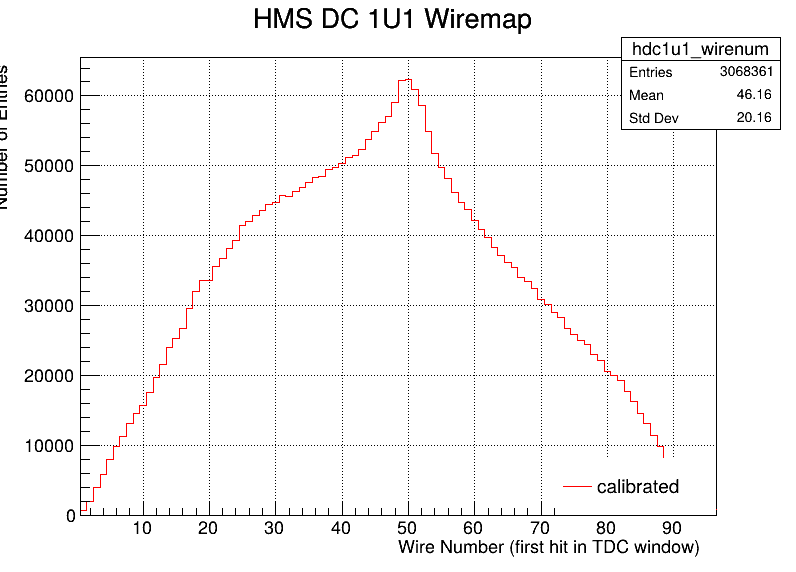 HMS DC 1U1 Wiremap
hdc1u1_wirenum
Entries 3068361
Mean 46.16
Std Dev 20.16
Number of Entries
60000
50000
40000
30000
20000
10000
0
calibrated
10 20 30 40 50 60 70 80 90
Wire Number (first hit in TDC window)